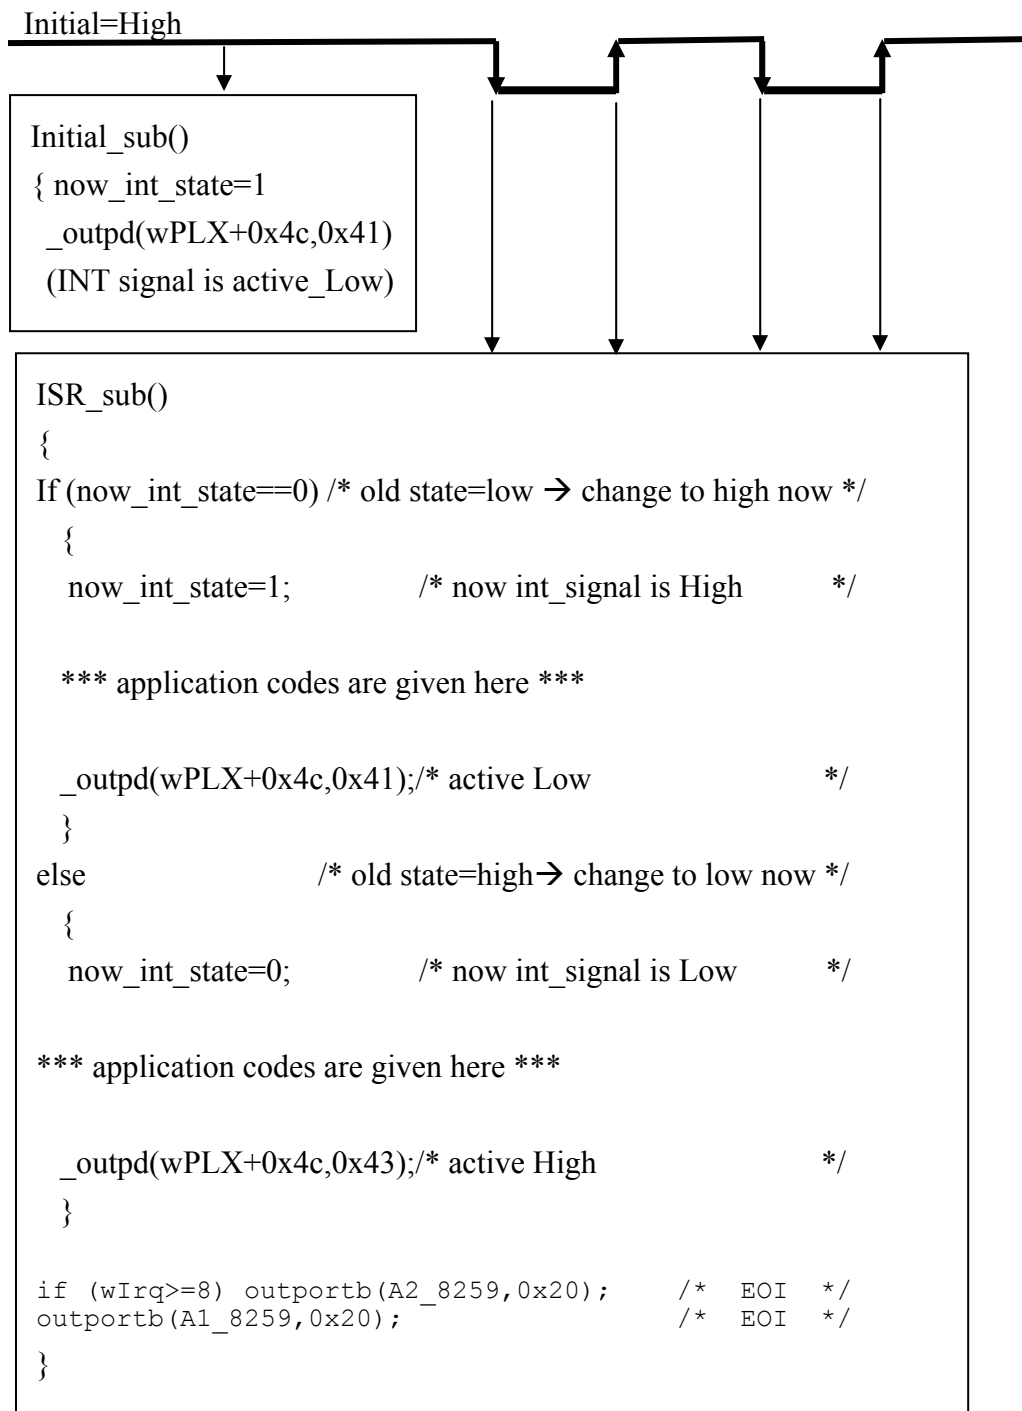 Initial=High
Initial_sub()
{ now_int_state=1
_outpd(wPLX+0x4c,0x41)
(INT signal is active_Low)
ISR_sub()
{
If (now_int_state==0) /* old state=low → change to high now */
{
now_int_state=1; /* now int_signal is High */
*** application codes are given here ***
_outpd(wPLX+0x4c,0x41);/* active Low */
}
else /* old state=high→ change to low now */
{
now_int_state=0; /* now int_signal is Low */
*** application codes are given here ***
_outpd(wPLX+0x4c,0x43);/* active High */
}
if (wIrq>=8) outportb(A2_8259,0x20); /* EOI */
outportb(A1_8259,0x20); /* EOI */
}